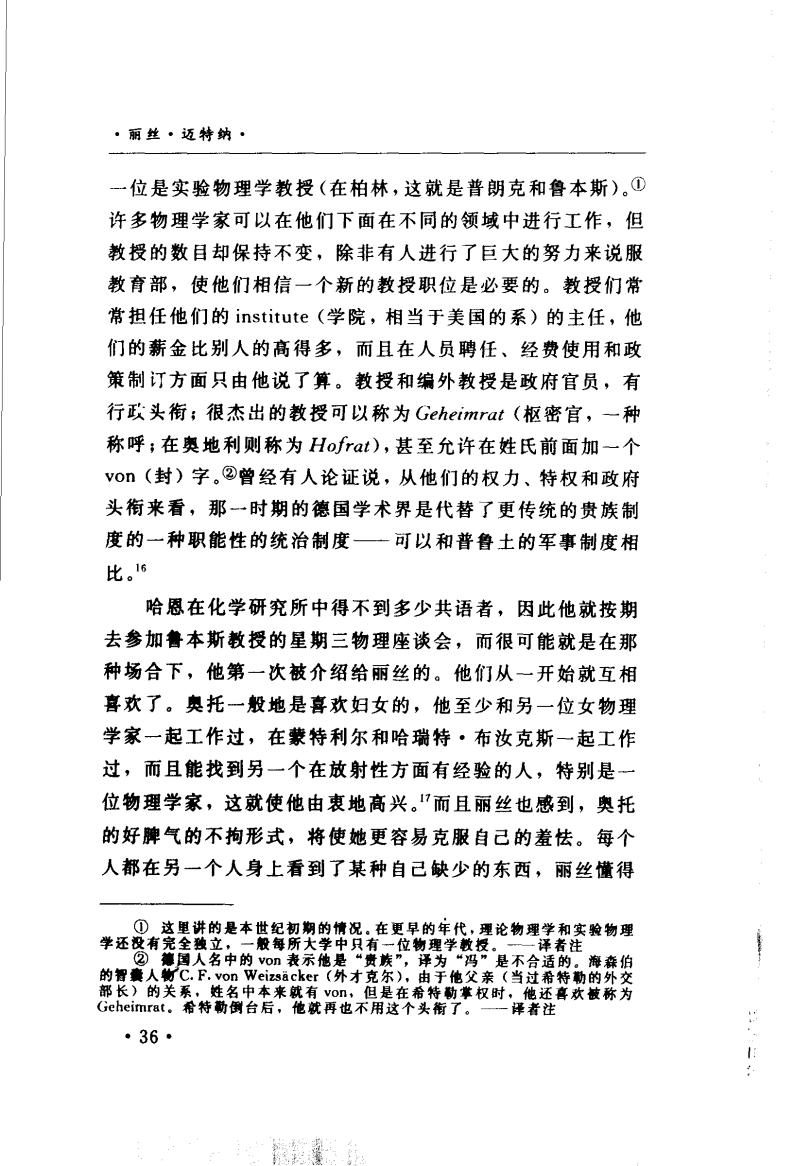 ·丽丝·迈特纳·
一位是实验物理学教授(在柏林,这就是普朗克和鲁本斯)。①
许多物理学家可以在他们下面在不同的领域中进行工作,但
教授的数目却保持不变,除非有人进行了巨大的努力来说服
教育部,使他们相信一个新的教授职位是必要的。教授们常
常担任他们的 institute(学院,相当于美国的系)的主任,他
们的薪金比别人的高得多,而且在人员聘任、经费使用和政
策制订方面只由他说了算。教授和编外教授是政府官员,有
行政头衔;很杰出的教授可以称为 Geheimrat(枢密官,一种
称呼;在奥地利则称为 Hofrat),甚至允许在姓氏前面加一个
von(封)字。②曾经有人论证说,从他们的权力、特权和政府
头衔来看,那一时期的德国学术界是代替了更传统的贵族制
度的一种职能性的统治制度——可以和普鲁士的军事制度相
比。16
哈恩在化学研究所中得不到多少共语者,因此他就按期
去参加鲁本斯教授的星期三物理座谈会,而很可能就是在那
种场合下,他第一次被介绍给丽丝的。他们从一开始就互相
喜欢了。奥托一般地是喜欢妇女的,他至少和另一位女物理
学家一起工作过,在蒙特利尔和哈瑞特·布汝克斯一起工作
过,而且能找到另一个在放射性方面有经验的人,特别是一
位物理学家,这就使他由衷地高兴。17而且丽丝也感到,奥托
的好脾气的不拘形式,将使她更容易克服自己的羞怯。每个
人都在另一个人身上看到了某种自己缺少的东西,丽丝懂得
① 这里讲的是本世纪初期的情况。在更早的年代,理论物理学和实验物理
学还没有完全独立,一般每所大学中只有一位物理学教授。——译者注
② 德国人名中的 von 表示他是“贵族”,译为“冯”是不合适的。海森伯
的智囊人物 C. F. von Weizsäcker(外才克尔),由于他父亲(当过希特勒的外交
部长)的关系,姓名中本来就有 von,但是在希特勒掌权时,他还喜欢被称为
Geheimrat。希特勒倒台后,他就再也不用这个头衔了。——译者注
·36·